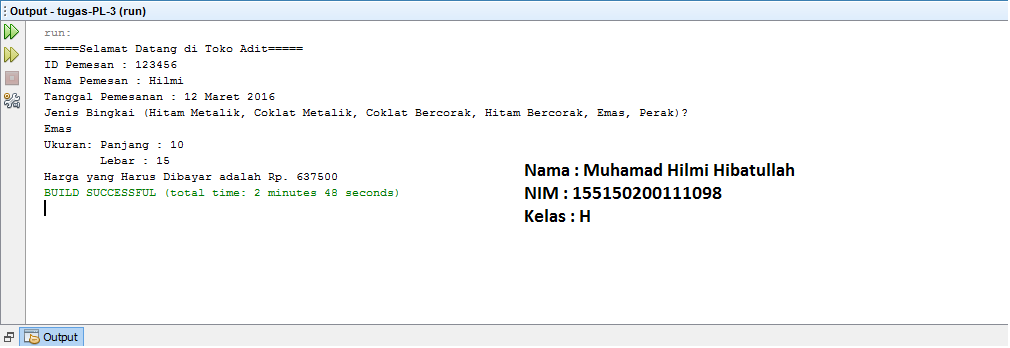 Output - tugas-PL-3 (run)
run:
=====Selamat Datang di Toko Adit=====
ID Pemesan : 123456
Nama Pemesan : Hilmi
Tanggal Pemesanan : 12 Maret 2016
Jenis Bingkai (Hitam Metalik, Coklat Metalik, Coklat Bercorak, Hitam Bercorak, Emas, Perak)?
Emas
Ukuran: Panjang : 10
Lebar : 15
Harga yang Harus Dibayar adalah Rp. 637500
BUILD SUCCESSFUL (total time: 2 minutes 48 seconds)
Nama : Muhamad Hilmi Hibatullah
NIM : 155150200111098
Kelas : H
Output